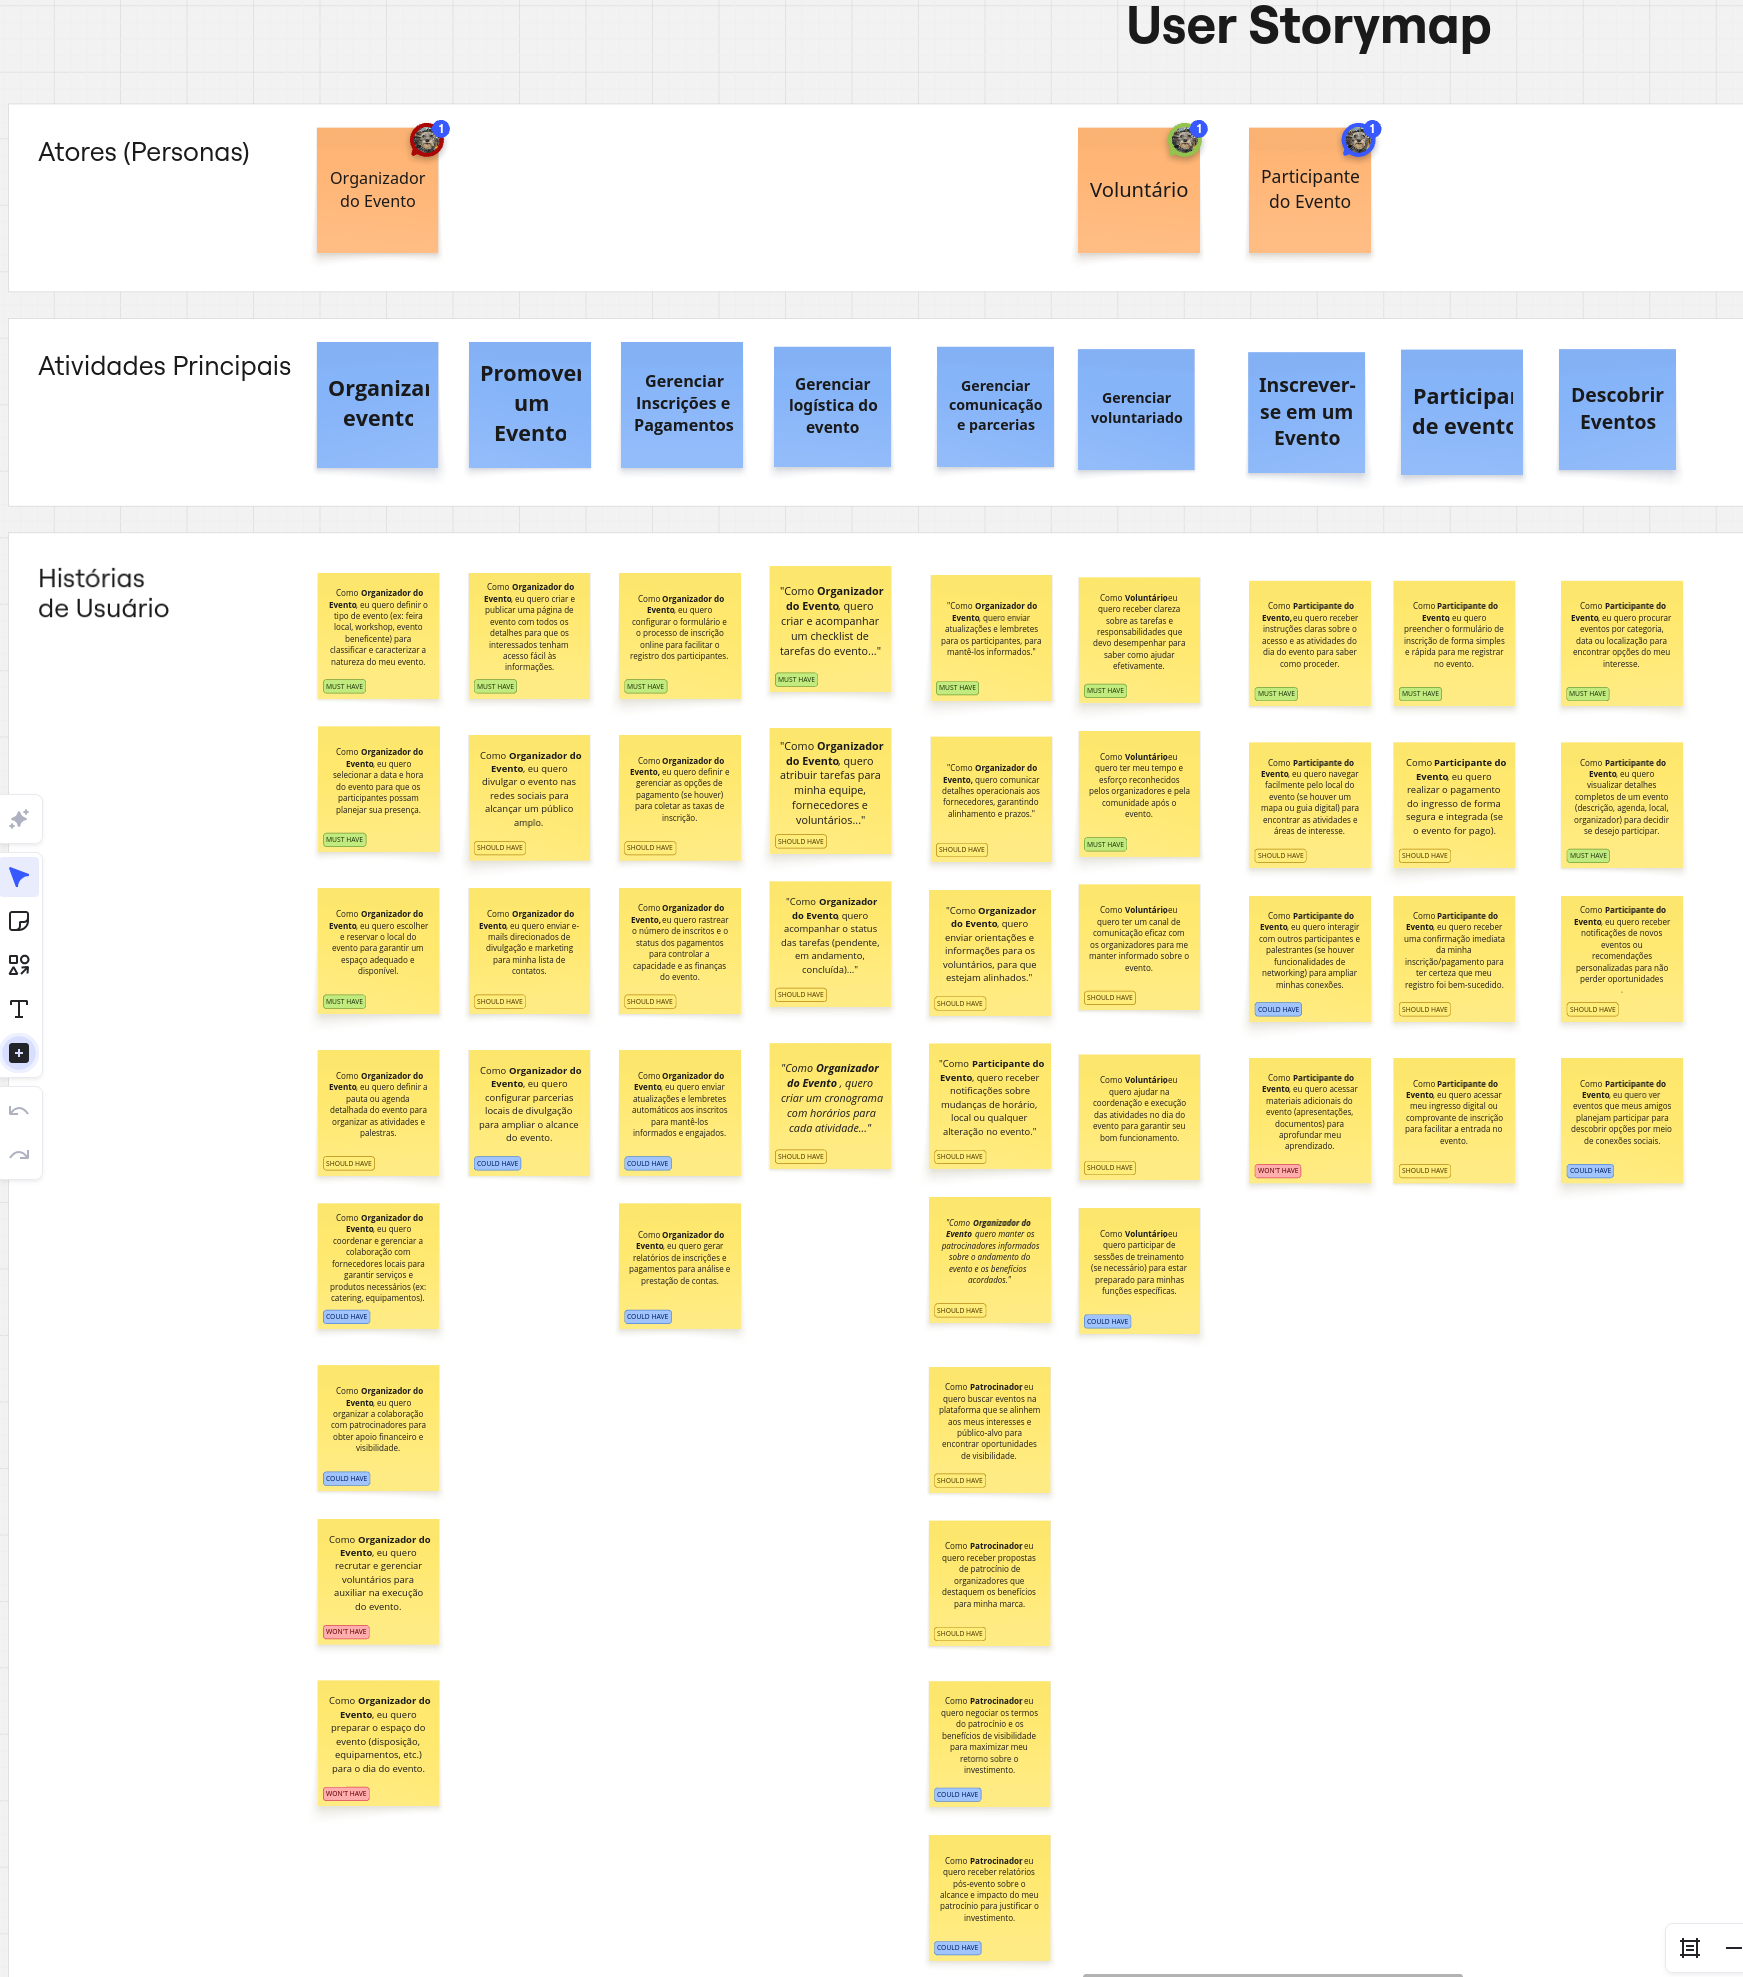 User Storymap
Atores (Personas)
Organizador
do Evento
1
Voluntário
1
Participante
do Evento
1
Atividades Principais
Organizar
evento
Promover
um
Evento
Gerenciar
Inscrições e
Pagamentos
Gerenciar
logística do
evento
Gerenciar
comunicação
e parcerias
Gerenciar
voluntariado
Inscrever-
se em um
Evento
Participar
de evento
Descobrir
Eventos
Histórias
de Usuário
Como Organizador do
Evento, eu quero definir o
tipo de evento (ex: feira
local, workshop, evento
beneficente) para
classificar e caracterizar a
natureza do meu evento.
MUST HAVE
Como Organizador do
Evento, eu quero criar e
publicar uma página de
evento com todos os
detalhes para que os
interessados tenham
acesso fácil às
informações.
MUST HAVE
Como Organizador do
Evento, eu quero
configurar o formulário e
o processo de inscrição
online para facilitar o
registro dos participantes.
MUST HAVE
"Como Organizador
do Evento, quero
criar e acompanhar
um checklist de
tarefas do evento..."
MUST HAVE
"Como Organizador do
Evento, quero enviar
atualizações e lembretes
para os participantes, para
mantê-los informados."
MUST HAVE
Como Voluntário, eu
quero receber clareza
sobre as tarefas e
responsabilidades que
devo desempenhar para
saber como ajudar
efetivamente.
MUST HAVE
Como Participante do
Evento, eu quero receber
instruções claras sobre o
acesso e as atividades do
dia do evento para saber
como proceder.
MUST HAVE
Como Participante do
Evento eu quero
preencher o formulário de
inscrição de forma simples
e rápida para me registrar
no evento.
MUST HAVE
Como Participante do
Evento, eu quero procurar
eventos por categoria,
data ou localização para
encontrar opções do meu
interesse.
MUST HAVE
Como Organizador do
Evento, eu quero
selecionar a data e hora
do evento para que os
participantes possam
planejar sua presença.
MUST HAVE
Como Organizador do
Evento, eu quero
divulgar o evento nas
redes sociais para
alcançar um público
amplo.
SHOULD HAVE
Como Organizador do
Evento, eu quero definir e
gerenciar as opções de
pagamento (se houver)
para coletar as taxas de
inscrição.
SHOULD HAVE
"Como Organizador
do Evento, quero
atribuir tarefas para
minha equipe,
fornecedores e
voluntários..."
SHOULD HAVE
"Como Organizador do
Evento, quero comunicar
detalhes operacionais aos
fornecedores, garantindo
alinhamento e prazos."
SHOULD HAVE
Como Voluntário, eu
quero ter meu tempo e
esforço reconhecidos
pelos organizadores e pela
comunidade após o
evento.
MUST HAVE
Como Participante do
Evento, eu quero navegar
facilmente pelo local do
evento (se houver um
mapa ou guia digital) para
encontrar as atividades e
áreas de interesse.
SHOULD HAVE
Como Participante do
Evento, eu quero
realizar o pagamento
do ingresso de forma
segura e integrada (se
o evento for pago).
SHOULD HAVE
Como Participante do
Evento, eu quero
visualizar detalhes
completos de um evento
(descrição, agenda, local,
organizador) para decidir
se desejo participar.
MUST HAVE
Como Organizador do
Evento, eu quero escolher
e reservar o local do
evento para garantir um
espaço adequado e
disponível.
MUST HAVE
Como Organizador do
Evento, eu quero enviar e-
mails direcionados de
divulgação e marketing
para minha lista de
contatos.
SHOULD HAVE
Como Organizador do
Evento, eu quero rastrear
o número de inscritos e o
status dos pagamentos
para controlar a
capacidade e as finanças
do evento.
SHOULD HAVE
"Como Organizador
do Evento, quero
acompanhar o status
das tarefas (pendente,
em andamento,
concluída)..."
SHOULD HAVE
"Como Organizador
do Evento, quero
enviar orientações e
informações para os
voluntários, para que
estejam alinhados."
SHOULD HAVE
Como Voluntário, eu
quero ter um canal de
comunicação eficaz com
os organizadores para me
manter informado sobre o
evento.
SHOULD HAVE
Como Participante do
Evento, eu quero interagir
com outros participantes e
palestrantes (se houver
funcionalidades de
networking) para ampliar
minhas conexões.
COULD HAVE
Como Participante do
Evento, eu quero receber
uma confirmação imediata
da minha
inscrição/pagamento para
ter certeza que meu
registro foi bem-sucedido.
SHOULD HAVE
Como Participante do
Evento, eu quero receber
notificações de novos
eventos ou
recomendações
personalizadas para não
perder oportunidades
.
SHOULD HAVE
Como Organizador do
Evento, eu quero definir a
pauta ou agenda
detalhada do evento para
organizar as atividades e
palestras.
SHOULD HAVE
Como Organizador do
Evento, eu quero
configurar parcerias
locais de divulgação
para ampliar o alcance
do evento.
COULD HAVE
Como Organizador do
Evento, eu quero enviar
atualizações e lembretes
automáticos aos inscritos
para mantê-los
informados e engajados.
COULD HAVE
"Como Organizador
do Evento , quero
criar um cronograma
com horários para
cada atividade..."
SHOULD HAVE
"Como Participante do
Evento, quero receber
notificações sobre
mudanças de horário,
local ou qualquer
alteração no evento."
SHOULD HAVE
Como Voluntário, eu
quero ajudar na
coordenação e execução
das atividades no dia do
evento para garantir seu
bom funcionamento.
SHOULD HAVE
Como Participante do
Evento, eu quero acessar
materiais adicionais do
evento (apresentações,
documentos) para
aprofundar meu
aprendizado.
WON'T HAVE
Como Participante do
Evento, eu quero acessar
meu ingresso digital ou
comprovante de inscrição
para facilitar a entrada no
evento.
SHOULD HAVE
Como Participante do
Evento, eu quero ver
eventos que meus amigos
planejam participar para
descobrir opções por meio
de conexões sociais.
COULD HAVE
Como Organizador do
Evento, eu quero
coordenar e gerenciar a
colaboração com
fornecedores locais para
garantir serviços e
produtos necessários (ex:
catering, equipamentos).
COULD HAVE
Como Organizador do
Evento, eu quero gerar
relatórios de inscrições e
pagamentos para análise e
prestação de contas.
COULD HAVE
"Como Organizador do
Evento quero manter os
patrocinadores informados
sobre o andamento do
evento e os benefícios
acordados."
SHOULD HAVE
Como Voluntário, eu
quero participar de
sessões de treinamento
(se necessário) para estar
preparado para minhas
funções específicas.
COULD HAVE
Como Organizador do
Evento, eu quero
organizar a colaboração
com patrocinadores para
obter apoio financeiro e
visibilidade.
COULD HAVE
Como Patrocinador, eu
quero buscar eventos na
plataforma que se alinhem
aos meus interesses e
público-alvo para
encontrar oportunidades
de visibilidade.
SHOULD HAVE
Como Organizador do
Evento, eu quero
recrutar e gerenciar
voluntários para
auxiliar na execução
do evento.
WON'T HAVE
Como Patrocinador, eu
quero receber propostas
de patrocínio de
organizadores que
destaquem os benefícios
para minha marca.
SHOULD HAVE
Como Organizador do
Evento, eu quero
preparar o espaço do
evento (disposição,
equipamentos, etc.)
para o dia do evento.
WON'T HAVE
Como Patrocinador, eu
quero negociar os termos
do patrocínio e os
benefícios de visibilidade
para maximizar meu
retorno sobre o
investimento.
COULD HAVE
Como Patrocinador, eu
quero receber relatórios
pós-evento sobre o
alcance e impacto do meu
patrocínio para justificar o
investimento.
COULD HAVE